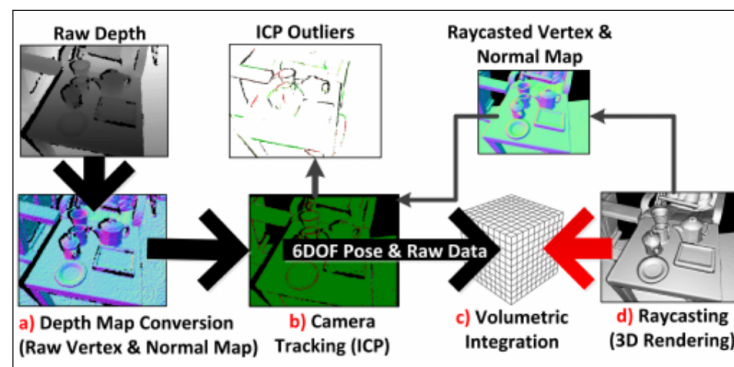 Raw Depth
ICP Outliers
Raycasted Vertex &
Normal Map
6DOF Pose & Raw Data
a) Depth Map Conversion
(Raw Vertex & Normal Map)
b) Camera
Tracking (ICP)
c) Volumetric
Integration
d) Raycasting
(3D Rendering)